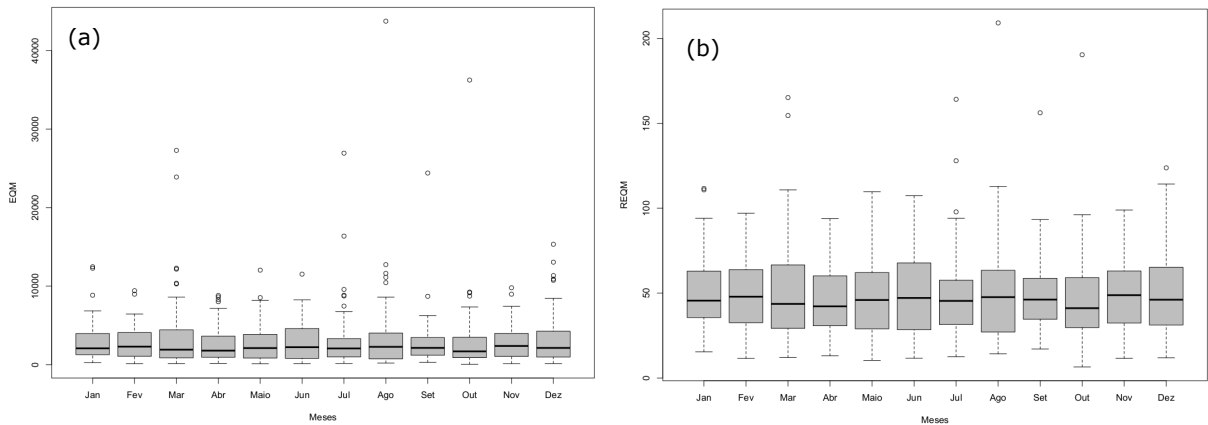 (a)
EQM
40000
30000
20000
10000
0
Jan Fev Mar Abr Maio Jun Jul Ago Set Out Nov Dez
Meses
(b)
REQM
200
150
100
50
0
Jan Fev Mar Abr Maio Jun Jul Ago Set Out Nov Dez
Meses